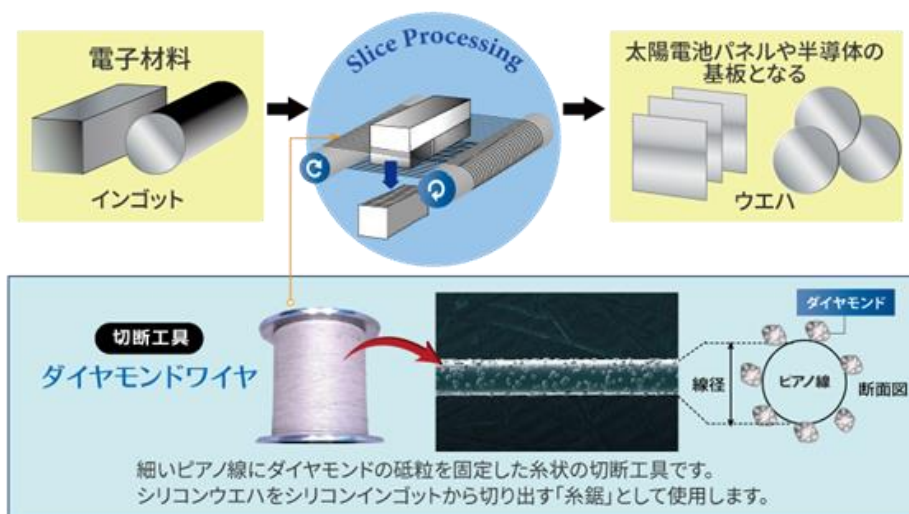 電子材料
インゴット
Slice Processing
太陽電池パネルや半導体の
基板となる
ウエハ
切断工具
ダイヤモンドワイヤ
ダイヤモンド
線径
ピアノ線
断面図
細いピアノ線にダイヤモンドの砥粒を固定した糸状の切断工具です。
シリコンウエハをシリコンインゴットから切り出す「糸鋸」として使用します。